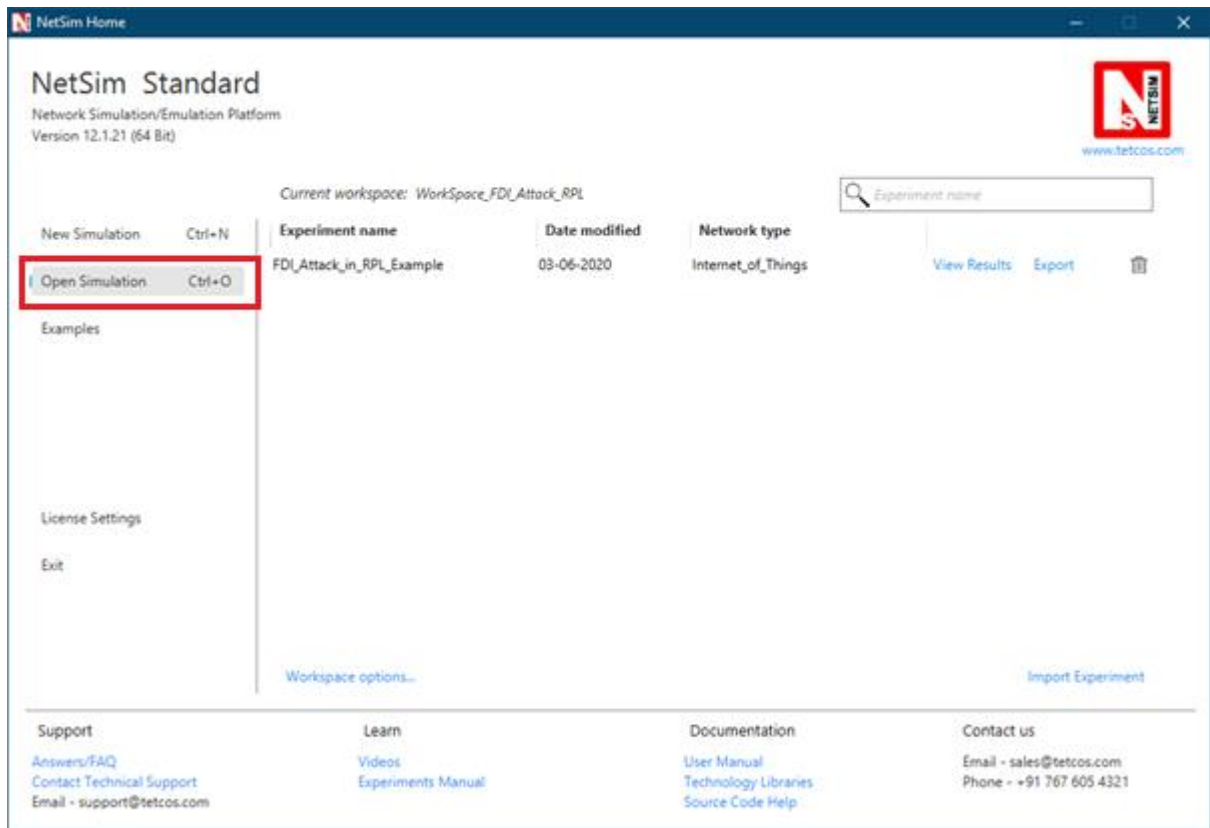 NetSim Home
NetSim Standard
Network Simulation/Emulation Platform
Version 12.1.21 (64 Bit)
N
S
NETSIM
www.tetcos.com
Current workspace: WorkSpace_FDI_Attack_RPL
Experiment name
New Simulation Ctrl+N
Open Simulation Ctrl+O
Examples
License Settings
Exit
Experiment name Date modified Network type
FDI_Attack_in_RPL_Example 03-06-2020 Internet_of_Things View Results Export
Workspace options...
Import Experiment
Support
Answers/FAQ
Contact Technical Support
Email - support@tetcos.com
Learn
Videos
Experiments Manual
Documentation
User Manual
Technology Libraries
Source Code Help
Contact us
Email - sales@tetcos.com
Phone - +91 767 605 4321